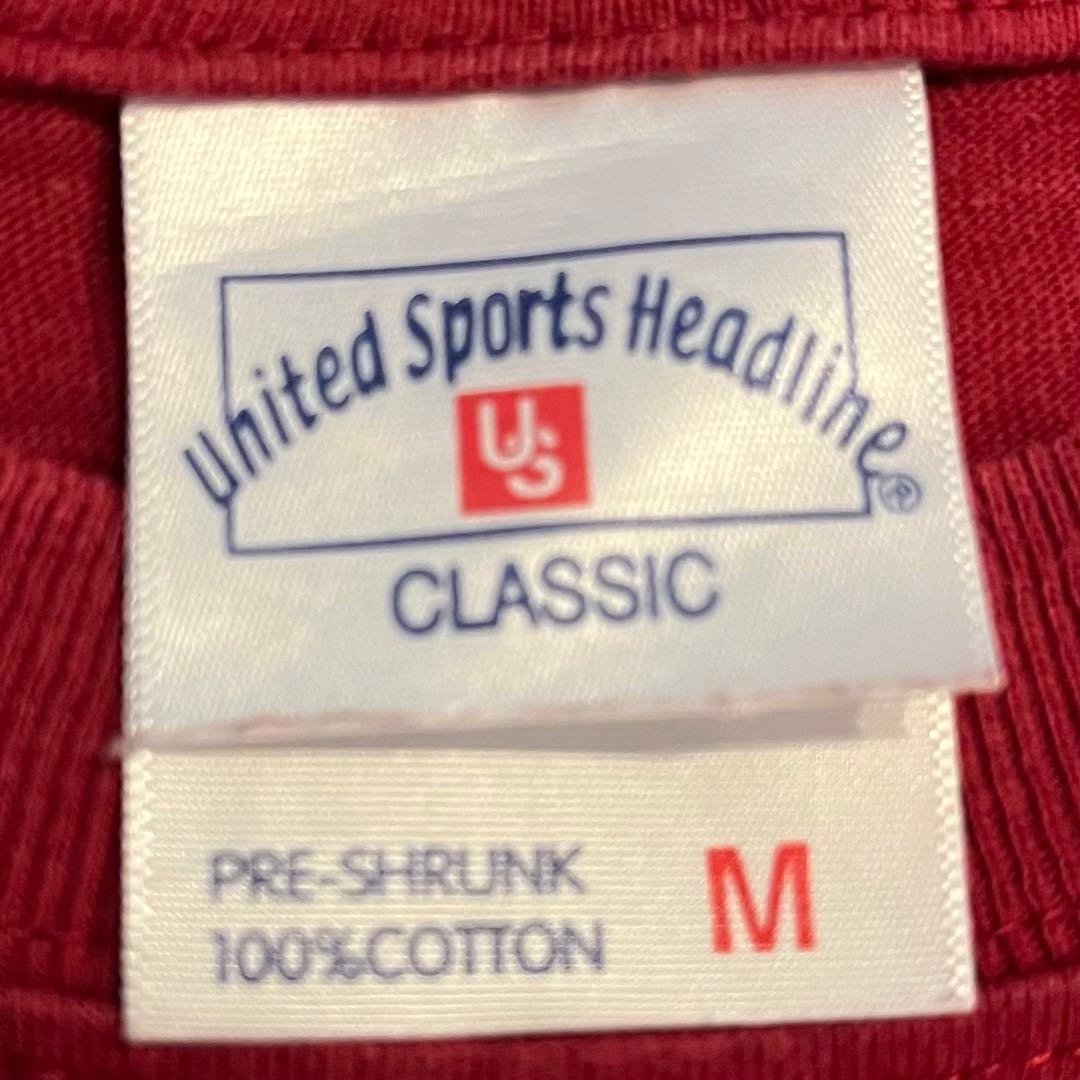 United Sports Headline®
US
CLASSIC
PRE-SHRUNK
100%COTTON
M